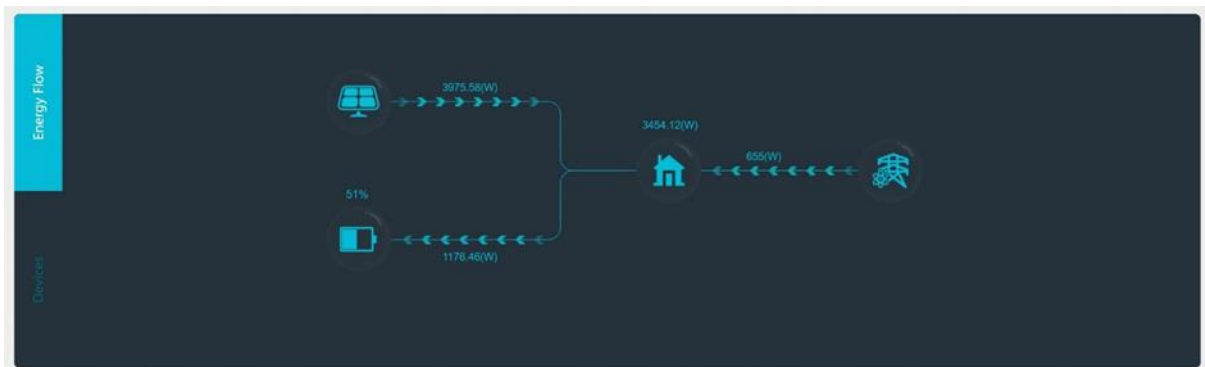 Energy Flow
Devices
3975.58(W)
3454.12(W)
655(W)
51%
1176.46(W)